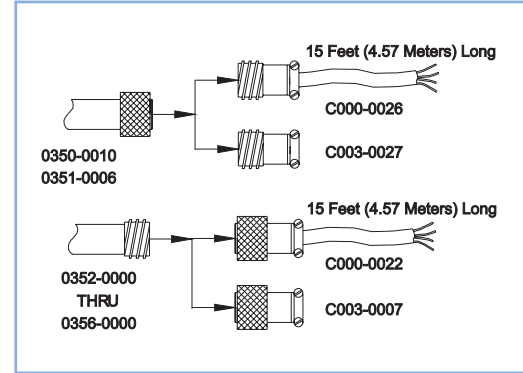 15 Feet (4.57 Meters) Long
C000-0026
0350-0010
0351-0006
C003-0027
15 Feet (4.57 Meters) Long
C000-0022
0352-0000
THRU
0356-0000
C003-0007